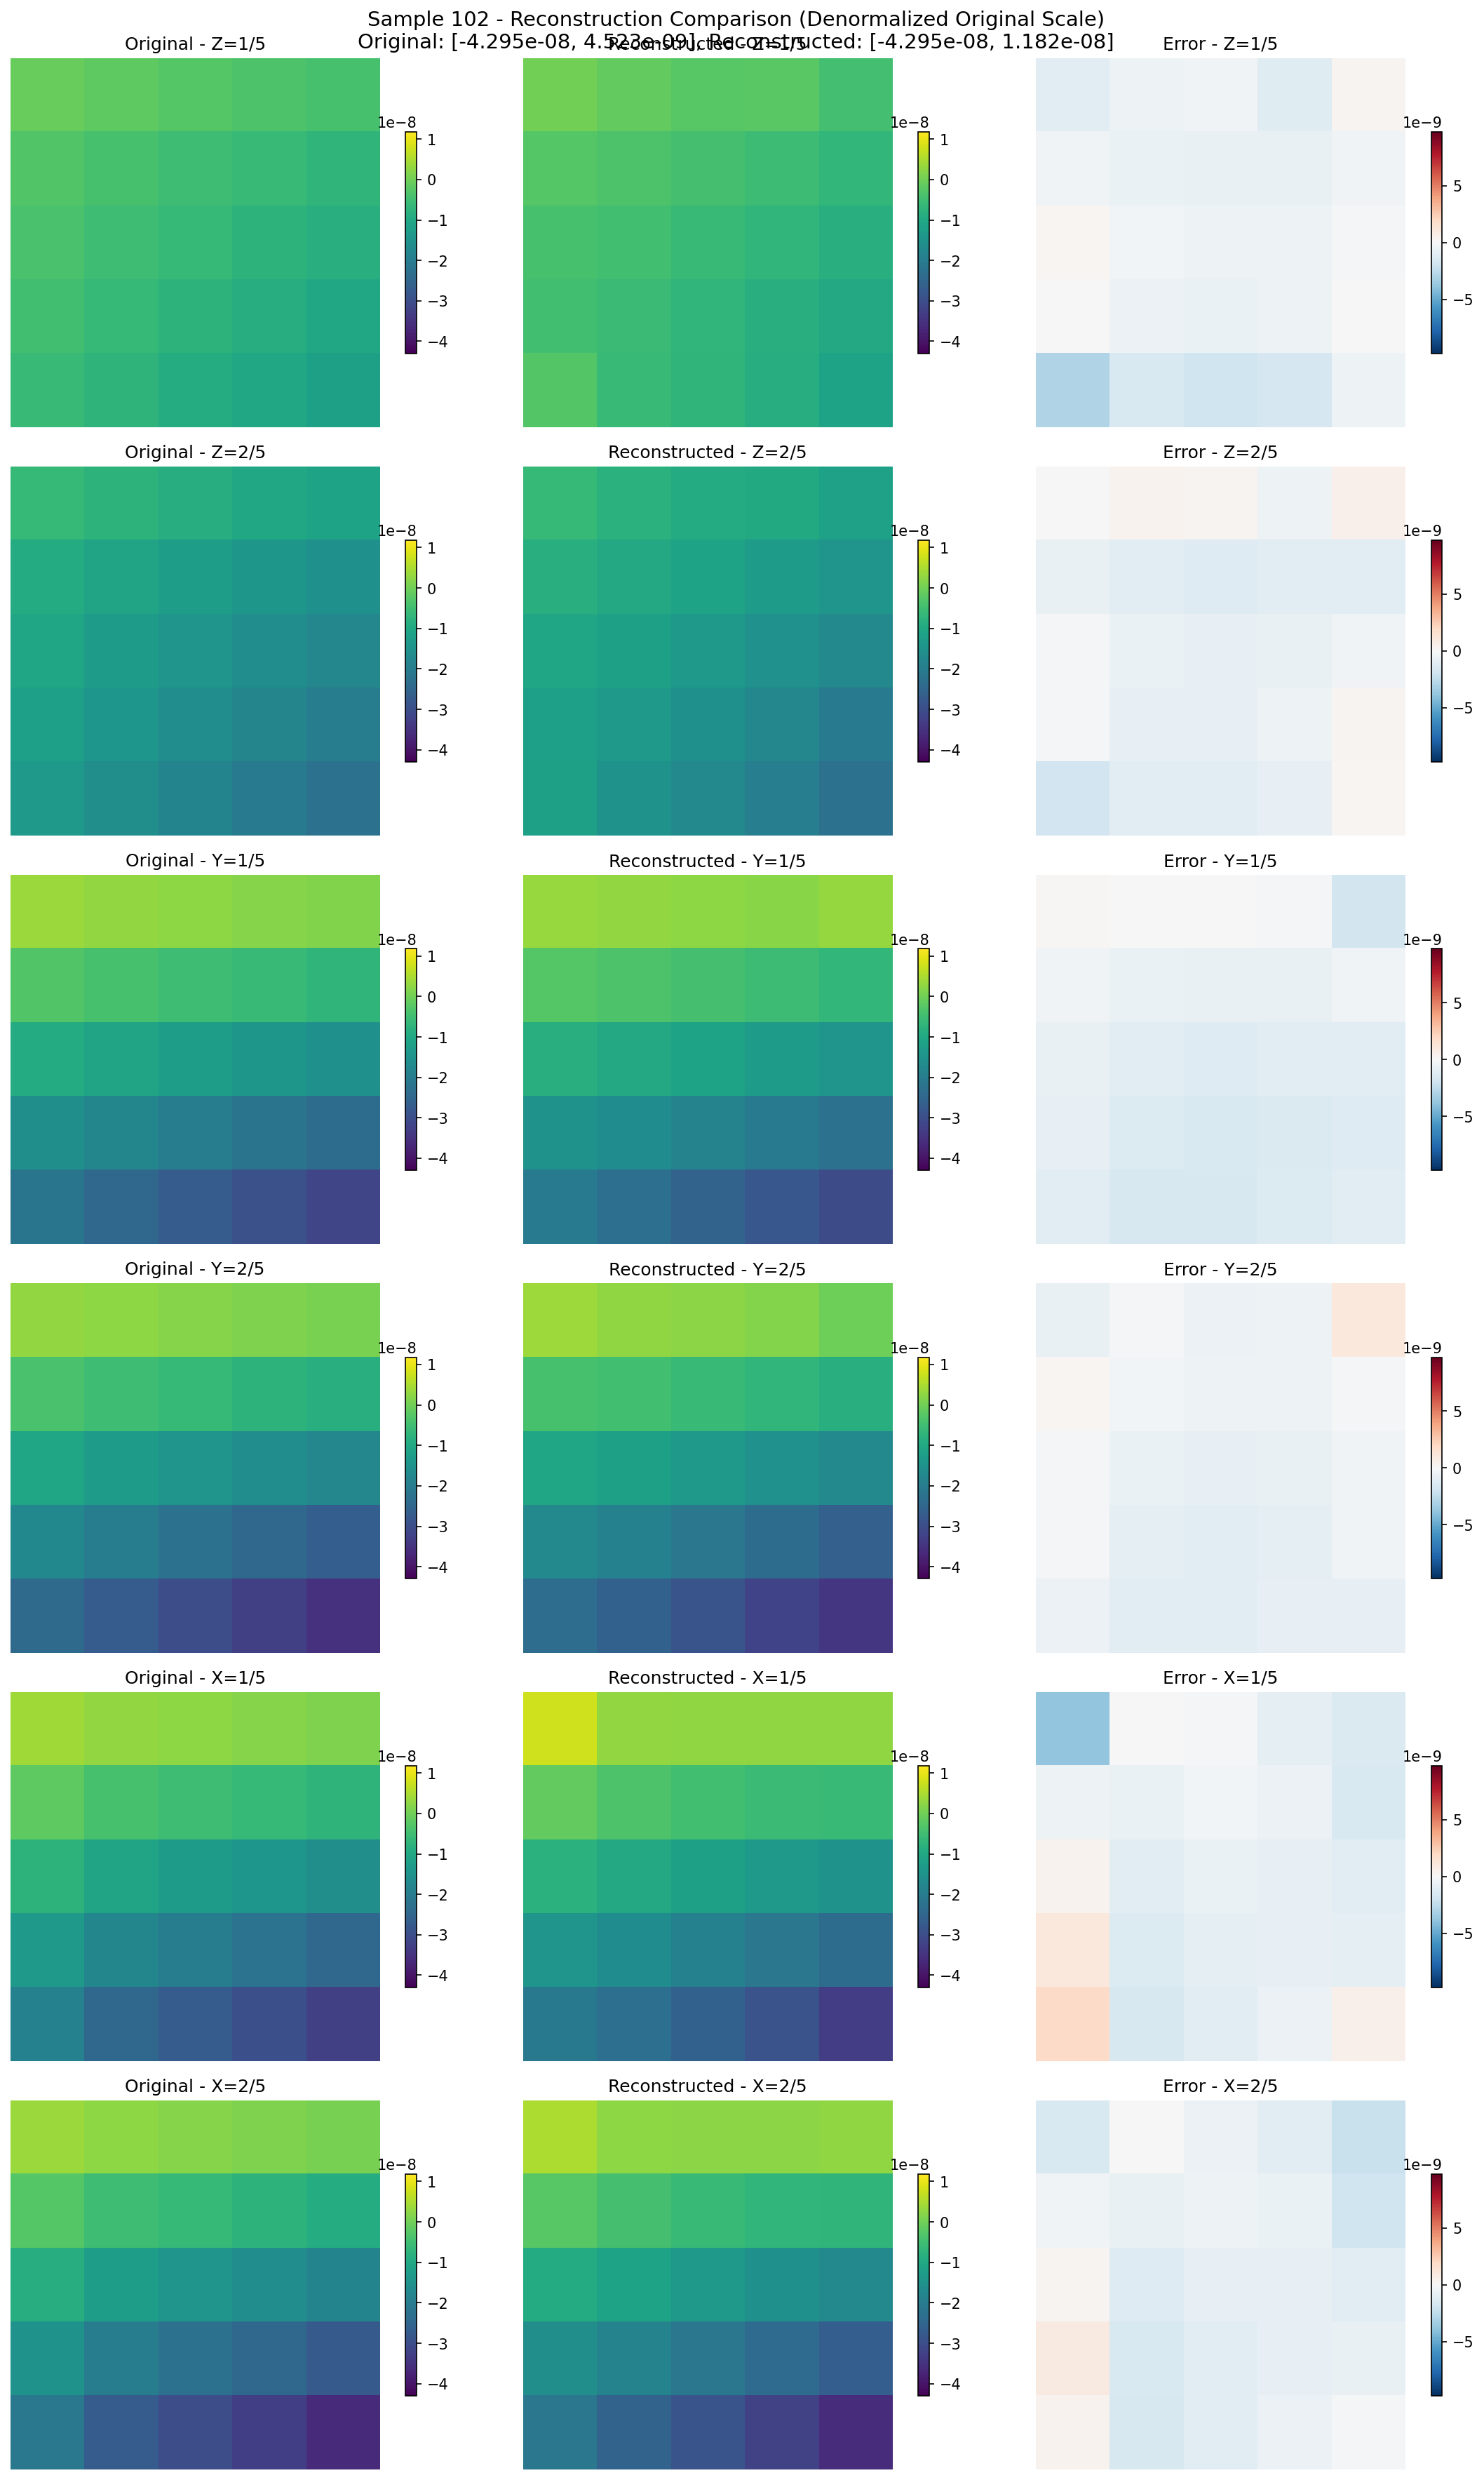 Sample 102 - Reconstruction Comparison (Denormalized Original Scale)
Original: [-4.295e-08, 4.523e-09], Reconstructed: [-4.295e-08, 1.182e-08]
Original - Z=1/5
Reconstructed - Z=1/5
Error - Z=1/5
1e−8
1
0
−1
−2
−3
−4
1e−8
1
0
−1
−2
−3
−4
1e−9
5
0
−5
Original - Z=2/5
Reconstructed - Z=2/5
Error - Z=2/5
1e−8
1
0
−1
−2
−3
−4
1e−8
1
0
−1
−2
−3
−4
1e−9
5
0
−5
Original - Y=1/5
Reconstructed - Y=1/5
Error - Y=1/5
1e−8
1
0
−1
−2
−3
−4
1e−8
1
0
−1
−2
−3
−4
1e−9
5
0
−5
Original - Y=2/5
Reconstructed - Y=2/5
Error - Y=2/5
1e−8
1
0
−1
−2
−3
−4
1e−8
1
0
−1
−2
−3
−4
1e−9
5
0
−5
Original - X=1/5
Reconstructed - X=1/5
Error - X=1/5
1e−8
1
0
−1
−2
−3
−4
1e−8
1
0
−1
−2
−3
−4
1e−9
5
0
−5
Original - X=2/5
Reconstructed - X=2/5
Error - X=2/5
1e−8
1
0
−1
−2
−3
−4
1e−8
1
0
−1
−2
−3
−4
1e−9
5
0
−5